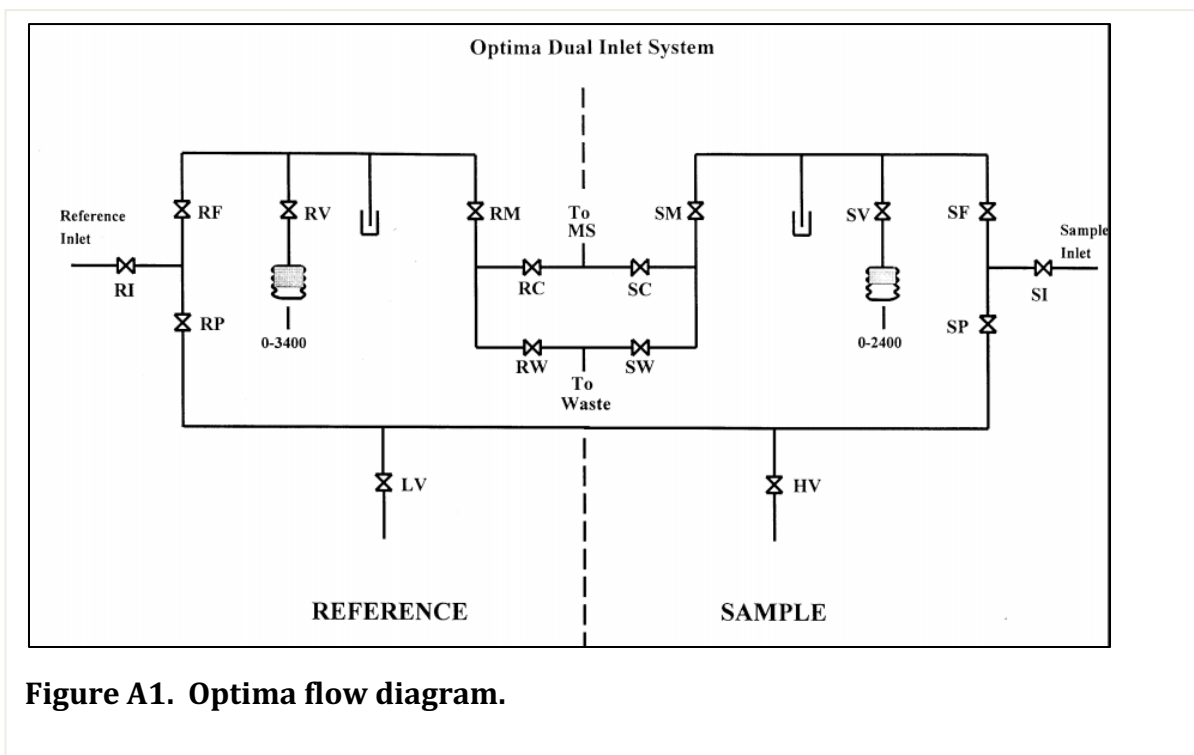 Optima Dual Inlet System
Reference
Inlet
RI
RF
RP
RV
0-3400
RM
To
MS
RC
SC
RW
SW
To
Waste
SM
SV
0-2400
SF
SP
Sample
Inlet
SI
LV
HV
REFERENCE
SAMPLE
Figure A1. Optima flow diagram.